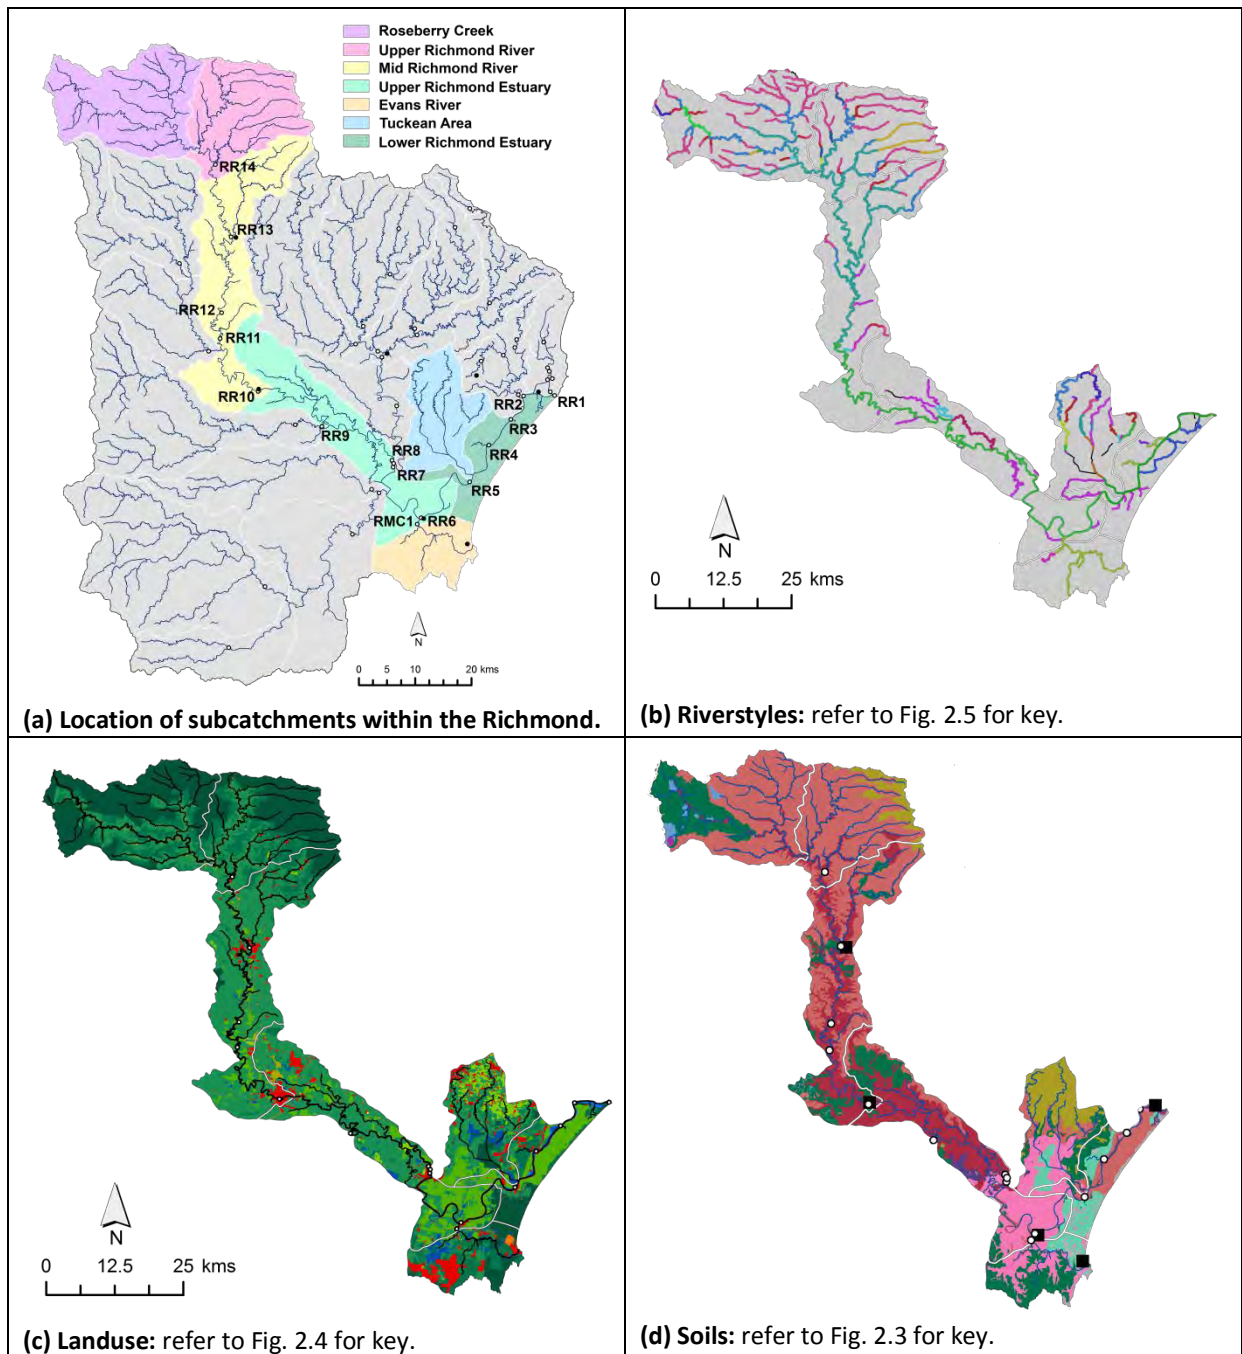 Roseberry Creek
Upper Richmond River
Mid Richmond River
Upper Richmond Estuary
Evans River
Tuckean Area
Lower Richmond Estuary
RR14
RR13
RR12
RR11
RR10
RR9
RR8
RR7
RR2
RR1
RR3
RR4
RR5
RMC1
RR6
N
0 5 10 20 kms
(a) Location of subcatchments within the Richmond.
N
0 12.5 25 kms
(b) Riverstyles: refer to Fig. 2.5 for key.
N
0 12.5 25 kms
(c) Landuse: refer to Fig. 2.4 for key.
(d) Soils: refer to Fig. 2.3 for key.